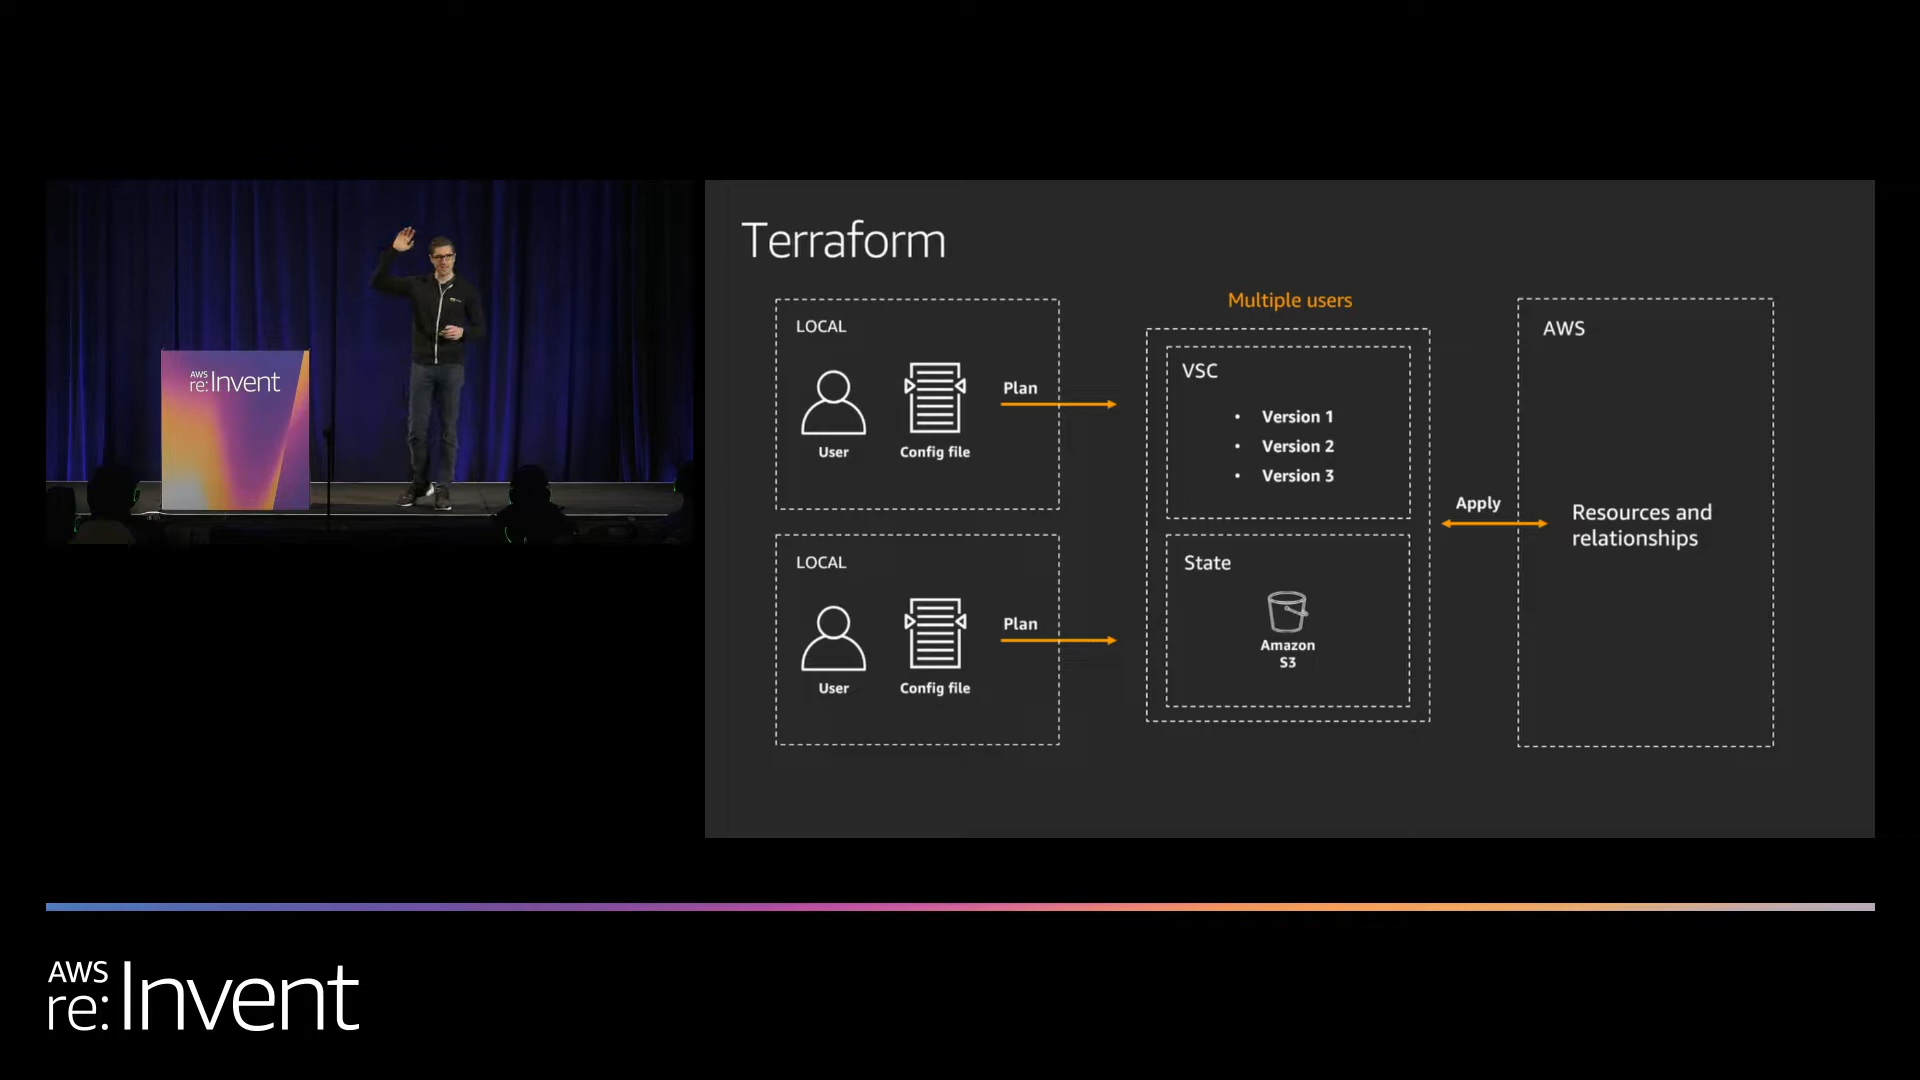 AWS
re:Invent
Terraform
Multiple users
LOCAL
User
Config file
Plan
LOCAL
User
Config file
Plan
VSC
• Version 1
• Version 2
• Version 3
State
Amazon
S3
Apply
AWS
Resources and
relationships
AWS
re:Invent